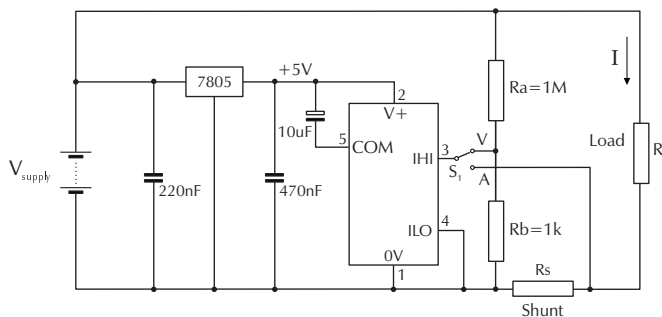 I
+5V
7805
2
V+
Ra=1M
10uF
5
COM
IHI
3
V
S1
A
Load
R
Vsupply
220nF
470nF
ILO
4
Rb=1k
0V
1
Rs
Shunt